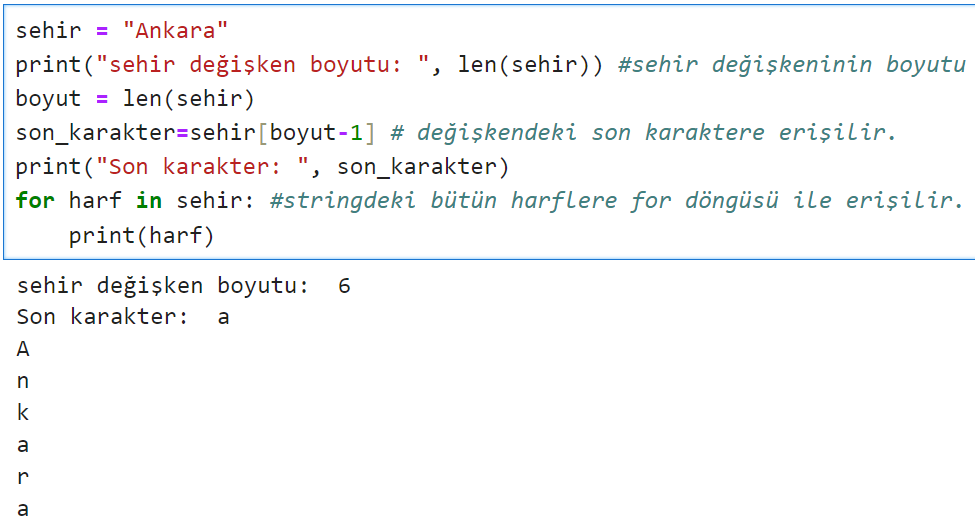 sehir = "Ankara"
print("sehir değişken boyutu: ", len(sehir)) #sehir değişkeninin boyutu
boyut = len(sehir)
son_karakter=sehir[boyut-1] # değişkendeki son karaktere erişilir.
print("Son karakter: ", son_karakter)
for harf in sehir: #stringdeki bütün harflere for döngüsü ile erişilir.
    print(harf)
sehir değişken boyutu:  6
Son karakter:  a
A
n
k
a
r
a